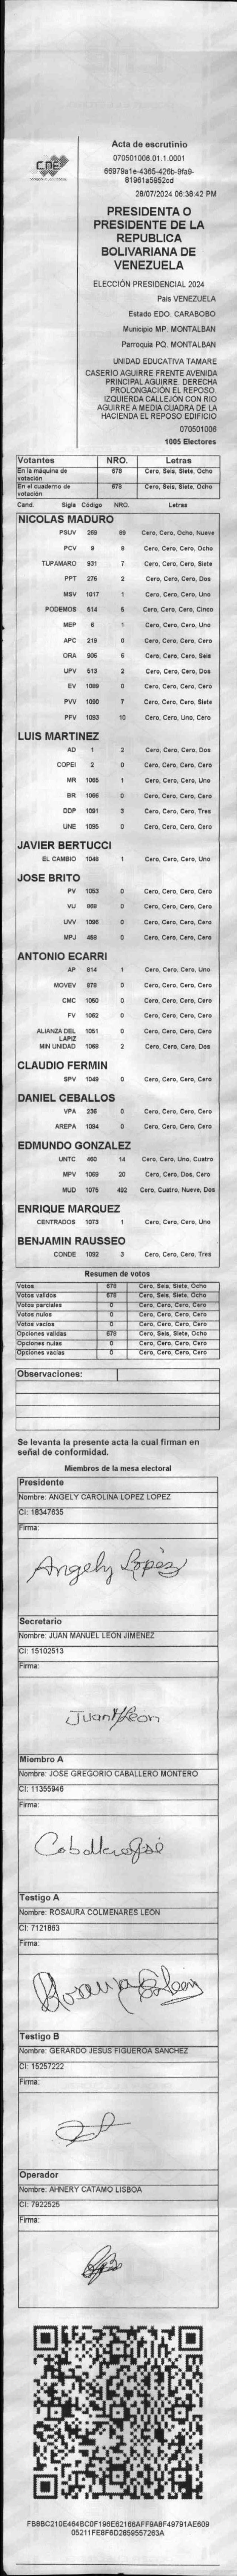 Acta de escrutinio
070501006.01.1.0001
66979a1e-4365-426b-9fa9-
81961a5952cd
28/07/2024 06:38:42 PM
CNE
PRESIDENTA O
PRESIDENTE DE LA
REPUBLICA
BOLIVARIANA DE
VENEZUELA
ELECCIÓN PRESIDENCIAL 2024
Pais VENEZUELA
Estado EDO. CARABOBO
Municipio MP. MONTALBAN
Parroquia PQ. MONTALBAN
UNIDAD EDUCATIVA TAMARE
CASERIO AGUIRRE FRENTE AVENIDA
PRINCIPAL AGUIRRE. DERECHA
PROLONGACIÓN EL REPOSO.
IZQUIERDA CALLEJÓN CON RIO
AGUIRRE A MEDIA CUADRA DE LA
HACIENDA EL REPOSO EDIFICIO
070501006
1005 Electores
Votantes NRO. Letras
En la máquina de votación 678 Cero, Seis, Siete, Ocho
En el cuaderno de votación 678 Cero, Seis, Siete, Ocho
Cand. Sigla Código NRO. Letras
NICOLAS MADURO
PSUV 269 89 Cero, Cero, Ocho, Nueve
PCV 9 8 Cero, Cero, Cero, Ocho
TUPAMARO 931 7 Cero, Cero, Cero, Siete
PPT 276 2 Cero, Cero, Cero, Dos
MSV 1017 1 Cero, Cero, Cero, Uno
PODEMOS 514 5 Cero, Cero, Cero, Cinco
MEP 6 1 Cero, Cero, Cero, Uno
APC 219 0 Cero, Cero, Cero, Cero
ORA 906 6 Cero, Cero, Cero, Seis
UPV 513 2 Cero, Cero, Cero, Dos
EV 1089 0 Cero, Cero, Cero, Cero
PVV 1090 7 Cero, Cero, Cero, Siete
PFV 1093 10 Cero, Cero, Uno, Cero
LUIS MARTINEZ
AD 1 2 Cero, Cero, Cero, Dos
COPEI 2 0 Cero, Cero, Cero, Cero
MR 1065 1 Cero, Cero, Cero, Uno
BR 1066 0 Cero, Cero, Cero, Cero
DDP 1091 3 Cero, Cero, Cero, Tres
UNE 1095 0 Cero, Cero, Cero, Cero
JAVIER BERTUCCI
EL CAMBIO 1048 1 Cero, Cero, Cero, Uno
JOSE BRITO
PV 1053 0 Cero, Cero, Cero, Cero
VU 868 0 Cero, Cero, Cero, Cero
UVV 1096 0 Cero, Cero, Cero, Cero
MPJ 458 0 Cero, Cero, Cero, Cero
ANTONIO ECARRI
AP 814 1 Cero, Cero, Cero, Uno
MOVEV 878 0 Cero, Cero, Cero, Cero
CMC 1050 0 Cero, Cero, Cero, Cero
FV 1062 0 Cero, Cero, Cero, Cero
ALIANZA DEL LAPIZ 1051 0 Cero, Cero, Cero, Cero
MIN UNIDAD 1068 2 Cero, Cero, Cero, Dos
CLAUDIO FERMIN
SPV 1049 0 Cero, Cero, Cero, Cero
DANIEL CEBALLOS
VPA 236 0 Cero, Cero, Cero, Cero
AREPA 1094 0 Cero, Cero, Cero, Cero
EDMUNDO GONZALEZ
UNTC 460 14 Cero, Cero, Uno, Cuatro
MPV 1069 20 Cero, Cero, Dos, Cero
MUD 1075 492 Cero, Cuatro, Nueve, Dos
ENRIQUE MARQUEZ
CENTRADOS 1073 1 Cero, Cero, Cero, Uno
BENJAMIN RAUSSEO
CONDE 1092 3 Cero, Cero, Cero, Tres
Resumen de votos
Votos 678 Cero, Seis, Siete, Ocho
Votos validos 678 Cero, Seis, Siete, Ocho
Votos parciales 0 Cero, Cero, Cero, Cero
Votos nulos 0 Cero, Cero, Cero, Cero
Votos vacios 0 Cero, Cero, Cero, Cero
Opciones validas 678 Cero, Seis, Siete, Ocho
Opciones nulas 0 Cero, Cero, Cero, Cero
Opciones vacias 0 Cero, Cero, Cero, Cero
Observaciones:
Se levanta la presente acta la cual firman en
señal de conformidad.
Miembros de la mesa electoral
Presidente
Nombre: ANGELY CAROLINA LOPEZ LOPEZ
CI: 18347635
Firma:
Angely Lopez
Secretario
Nombre: JUAN MANUEL LEON JIMENEZ
CI: 15102513
Firma:
Juan M Leon
Miembro A
Nombre: JOSE GREGORIO CABALLERO MONTERO
CI: 11355946
Firma:
Caballero José
Testigo A
Nombre: ROSAURA COLMENARES LEON
CI: 7121863
Firma:
Testigo B
Nombre: GERARDO JESUS FIGUEROA SANCHEZ
CI: 15257222
Firma:
Operador
Nombre: AHNERY CATAMO LISBOA
CI: 7922525
Firma:
FB8BC210E464BC0F196E62166AFF9A8F49791AE609
05211FE8F6D2859557263A